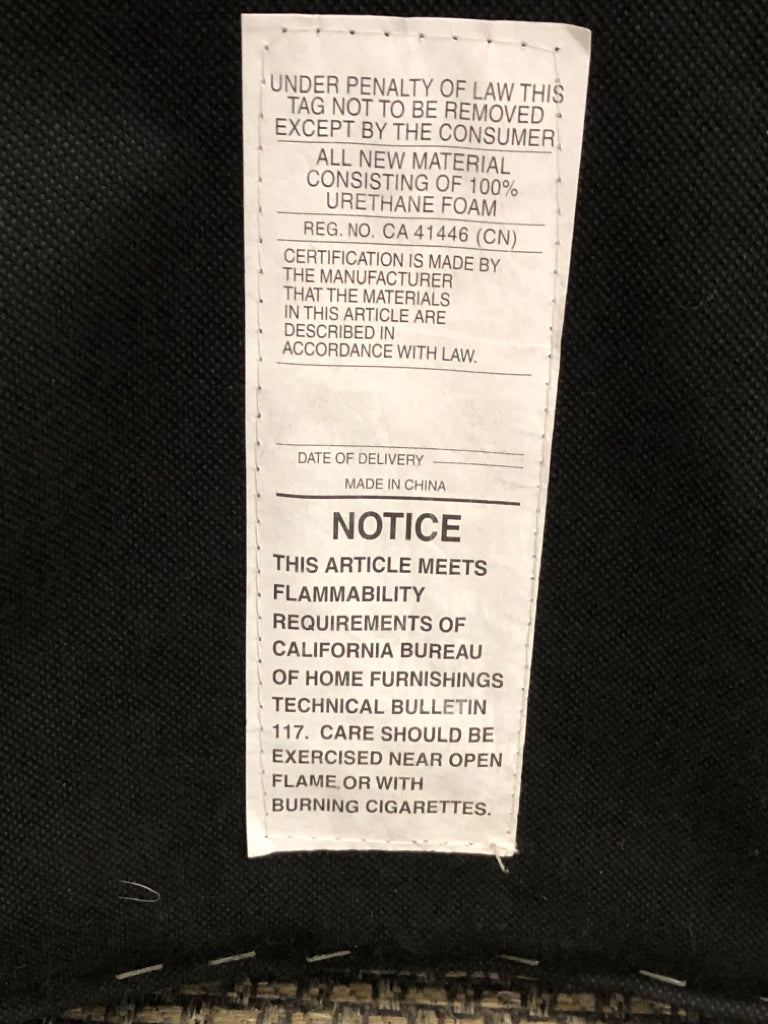 UNDER PENALTY OF LAW THIS
TAG NOT TO BE REMOVED
EXCEPT BY THE CONSUMER
ALL NEW MATERIAL
CONSISTING OF 100%
URETHANE FOAM
REG. NO. CA 41446 (CN)
CERTIFICATION IS MADE BY
THE MANUFACTURER
THAT THE MATERIALS
IN THIS ARTICLE ARE
DESCRIBED IN
ACCORDANCE WITH LAW.
DATE OF DELIVERY
MADE IN CHINA
NOTICE
THIS ARTICLE MEETS
FLAMMABILITY
REQUIREMENTS OF
CALIFORNIA BUREAU
OF HOME FURNISHINGS
TECHNICAL BULLETIN
117. CARE SHOULD BE
EXERCISED NEAR OPEN
FLAME OR WITH
BURNING CIGARETTES.